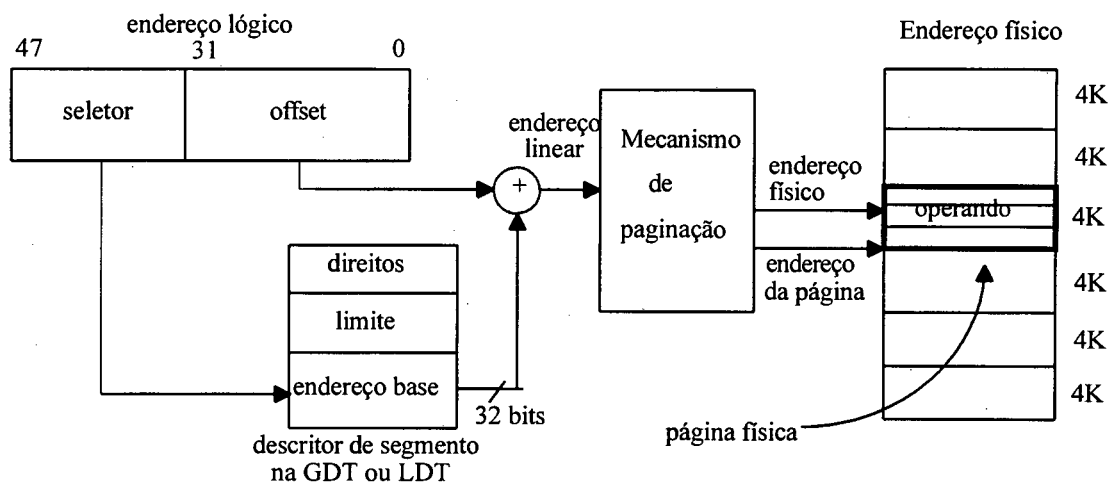 endereço lógico
47
31
0
seletor
offset
endereço
linear
Mecanismo
de
paginação
endereço
físico
endereço
da página
Endereço físico
4K
4K
operando
4K
4K
4K
4K
direitos
limite
endereço base
32 bits
descritor de segmento
na GDT ou LDT
página física
+